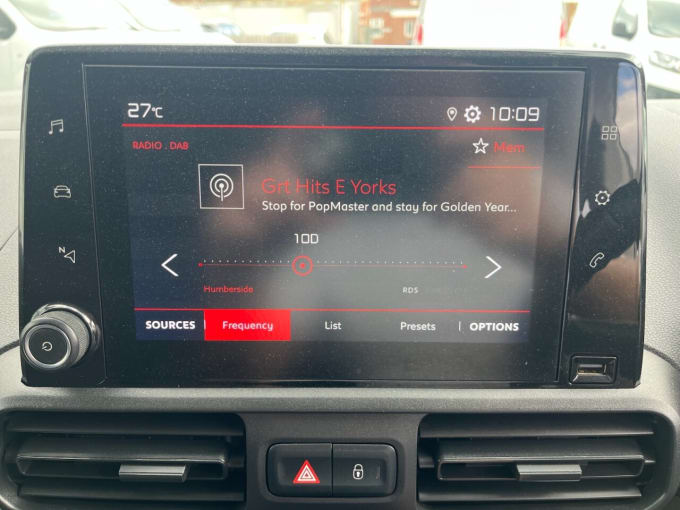 27°C 10:09
RADIO . DAB Mem
Grt Hits E Yorks
Stop for PopMaster and stay for Golden Year...
10D
Humberside RDS
SOURCES Frequency List Presets OPTIONS
N